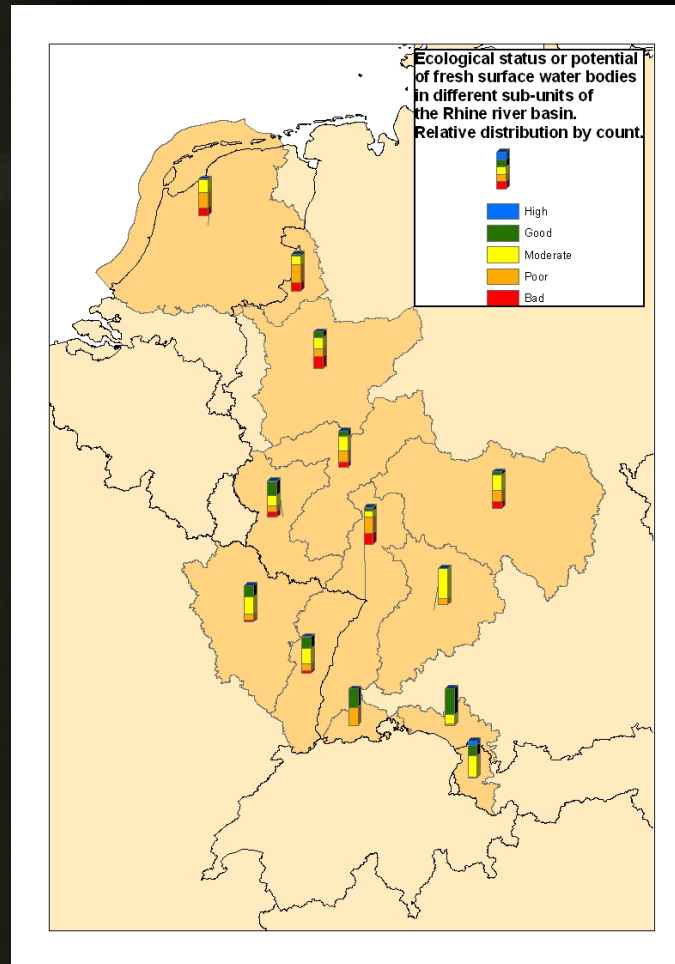 Ecological status or potential
of fresh surface water bodies
in different sub-units of
the Rhine river basin.
Relative distribution by count.
High
Good
Moderate
Poor
Bad